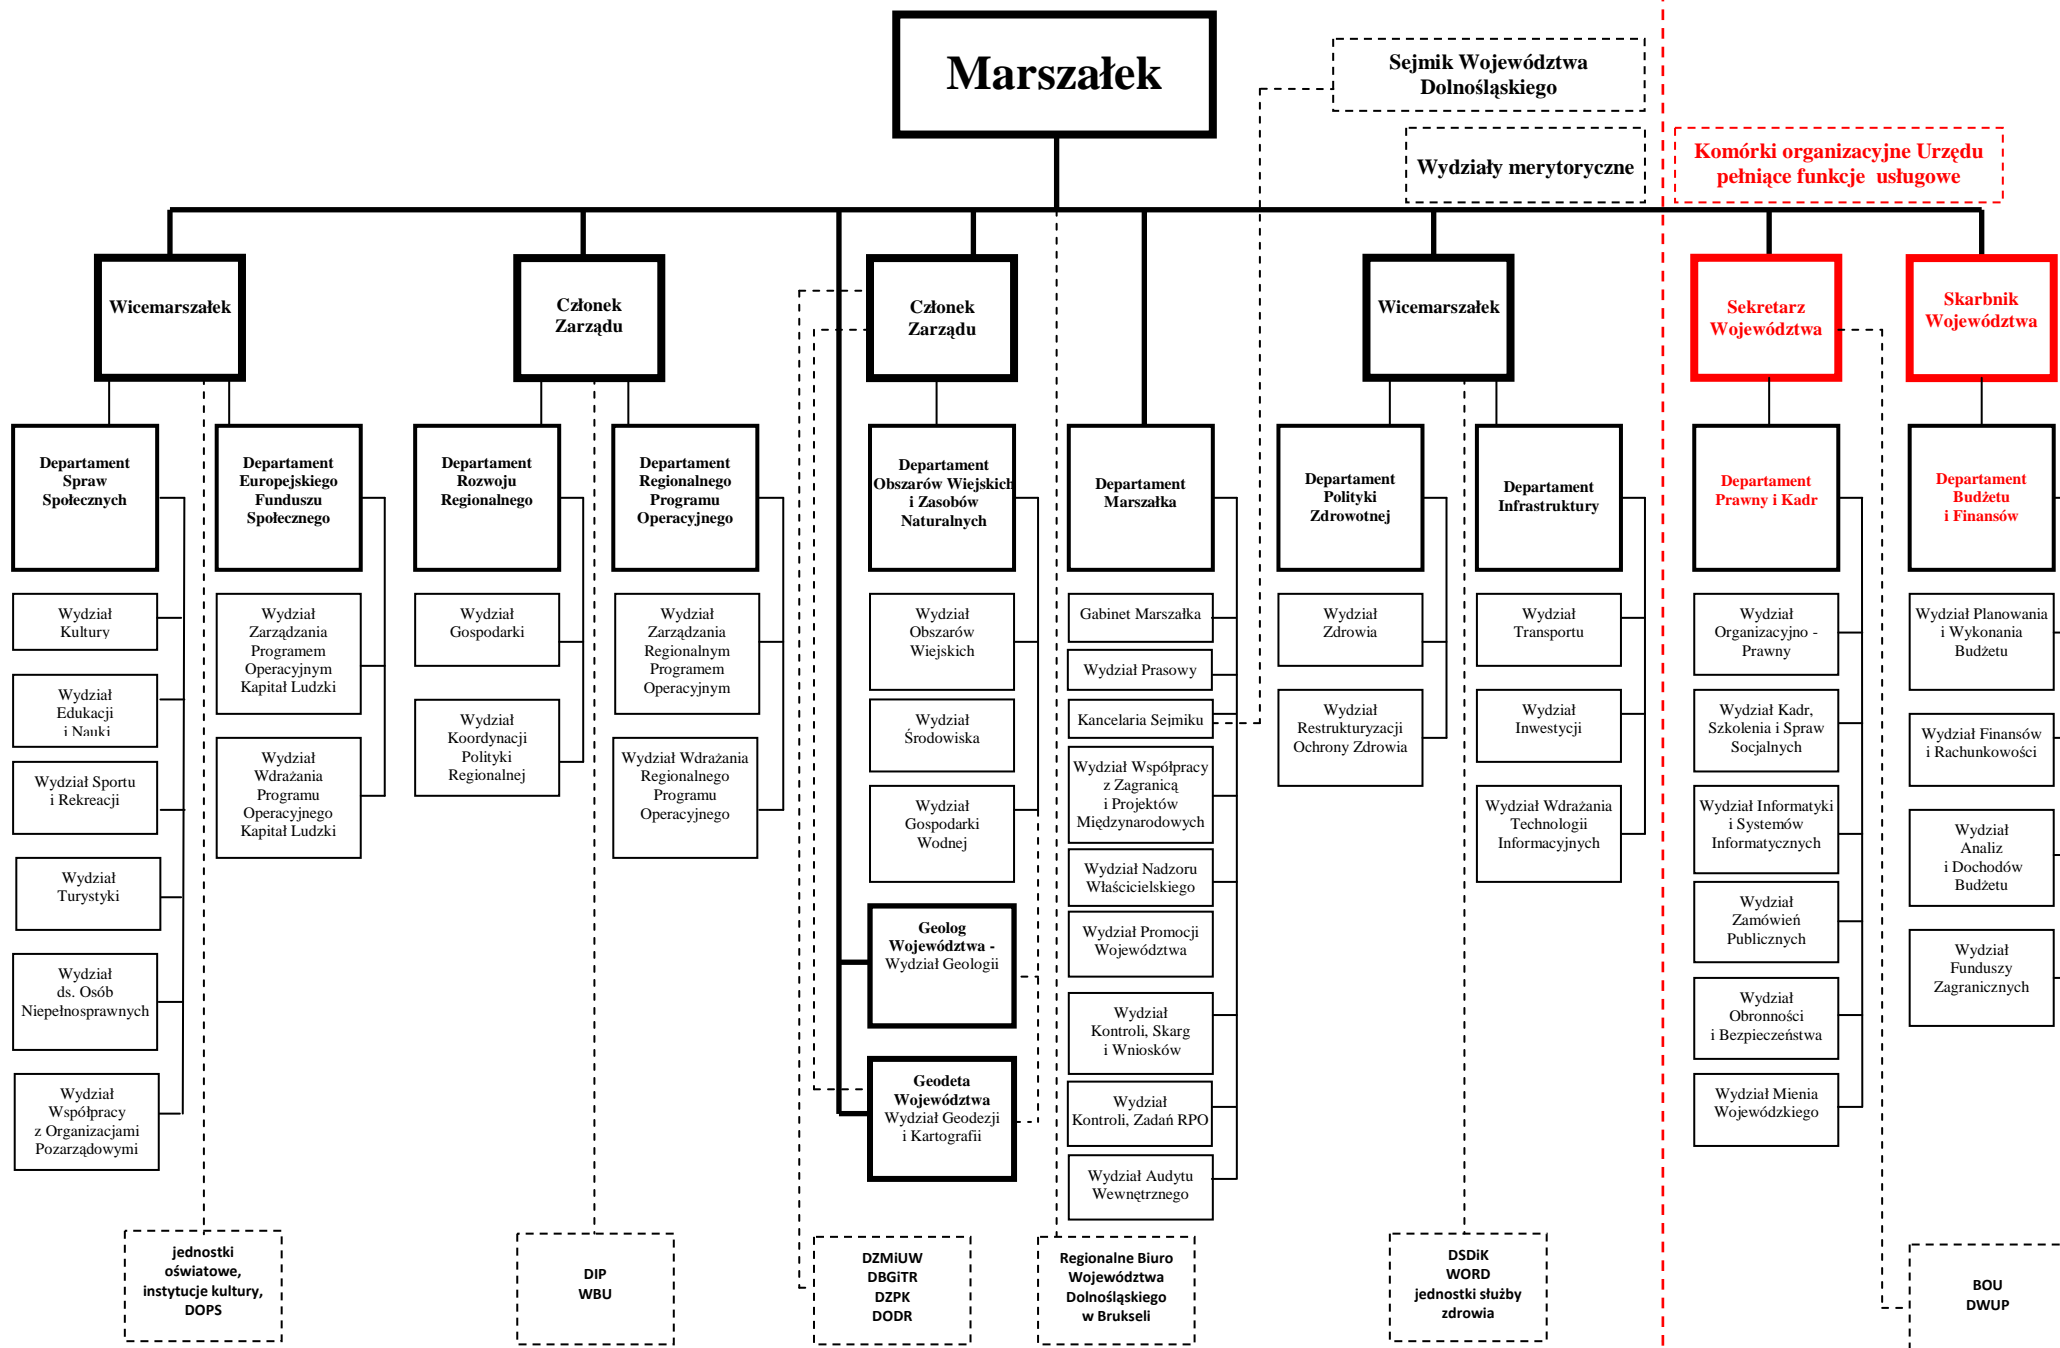 Marszałek
Sejmik Województwa
Dolnośląskiego
Wydziały merytoryczne
Komórki organizacyjne Urzędu
pełniące funkcje usługowe
Wicemarszałek
Członek
Zarządu
Członek
Zarządu
Wicemarszałek
Sekretarz
Województwa
Skarbnik
Województwa
Departament
Spraw
Społecznych
Departament
Europejskiego
Funduszu
Społecznego
Departament
Rozwoju
Regionalnego
Departament
Regionalnego
Programu
Operacyjnego
Departament
Obszarów Wiejskich
i Zasobów
Naturalnych
Departament
Marszałka
Departament
Polityki
Zdrowotnej
Departament
Infrastruktury
Departament
Prawny i Kadr
Departament
Budżetu
i Finansów
Wydział
Kultury
Wydział
Edukacji
i Nauki
Wydział Sportu
i Rekreacji
Wydział
Turystyki
Wydział
ds. Osób
Niepełnosprawnych
Wydział
Współpracy
z Organizacjami
Pozarządowymi
Wydział
Zarządzania
Programem
Operacyjnym
Kapitał Ludzki
Wydział
Wdrażania
Programu
Operacyjnego
Kapitał Ludzki
Wydział
Gospodarki
Wydział
Koordynacji
Polityki
Regionalnej
Wydział
Zarządzania
Regionalnym
Programem
Operacyjnym
Wydział Wdrażania
Regionalnego
Programu
Operacyjnego
Wydział
Obszarów
Wiejskich
Wydział
Środowiska
Wydział
Gospodarki
Wodnej
Geolog
Województwa -
Wydział Geologii
Geodeta
Województwa
Wydział Geodezji
i Kartografii
Gabinet Marszałka
Wydział Prasowy
Kancelaria Sejmiku
Wydział Współpracy
z Zagranicą
i Projektów
Międzynarodowych
Wydział Nadzoru
Właścicielskiego
Wydział Promocji
Województwa
Wydział
Kontroli, Skarg
i Wniosków
Wydział
Kontroli, Zadań RPO
Wydział Audytu
Wewnętrznego
Wydział
Zdrowia
Wydział
Restrukturyzacji
Ochrony Zdrowia
Wydział
Transportu
Wydział
Inwestycji
Wydział Wdrażania
Technologii
Informacyjnych
Wydział
Organizacyjno -
Prawny
Wydział Kadr,
Szkolenia i Spraw
Socjalnych
Wydział Informatyki
i Systemów
Informatycznych
Wydział
Zamówień
Publicznych
Wydział
Obronności
i Bezpieczeństwa
Wydział Mienia
Wojewódzkiego
Wydział Planowania
i Wykonania
Budżetu
Wydział Finansów
i Rachunkowości
Wydział
Analiz
i Dochodów
Budżetu
Wydział
Funduszy
Zagranicznych
jednostki
oświatowe,
instytucje kultury,
DOPS
DIP
WBU
DZMiUW
DBGiTR
DZPK
DODR
Regionalne Biuro
Województwa
Dolnośląskiego
w Brukseli
DSDiK
WORD
jednostki służby
zdrowia
BOU
DWUP